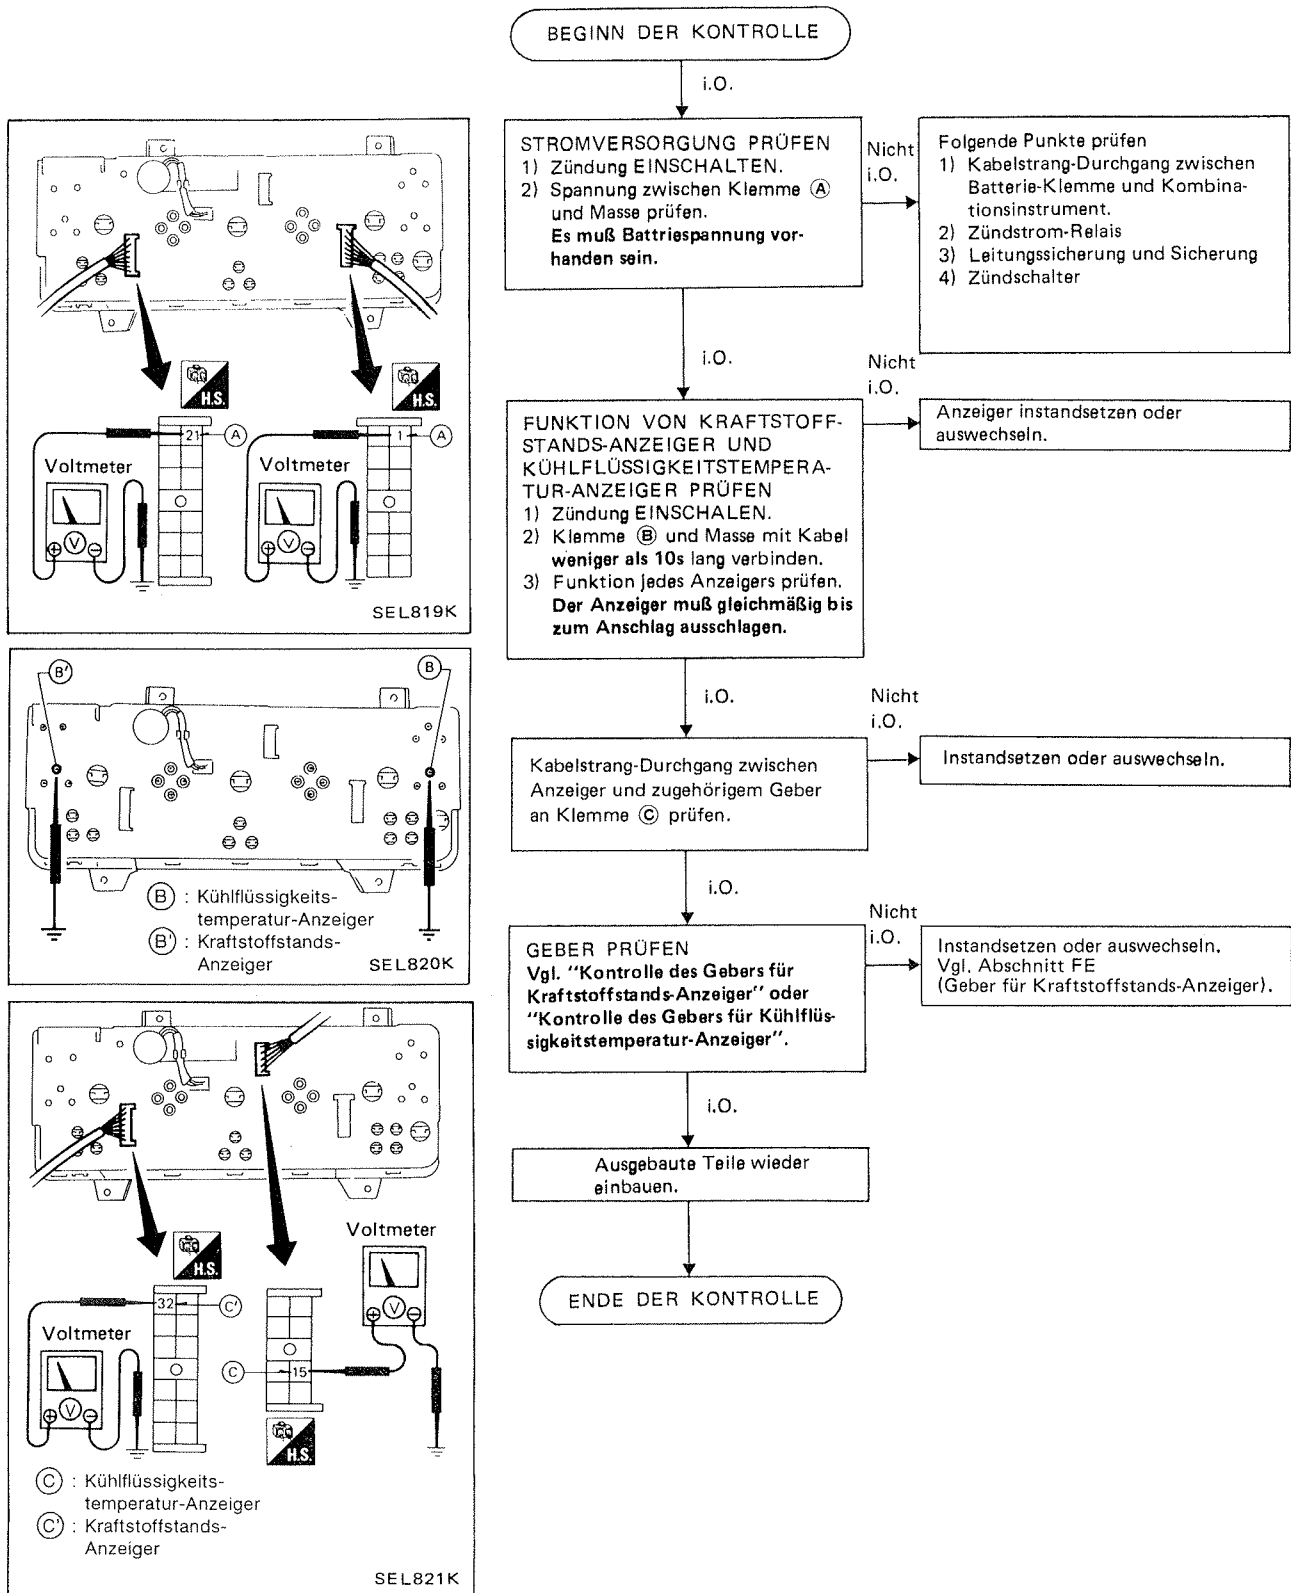 BEGINN DER KONTROLLE
i.O.
STROMVERSORGUNG PRÜFEN
1) Zündung EINSCHALTEN.
2) Spannung zwischen Klemme Ⓐ
und Masse prüfen.
Es muß Battriespannung vor-
handen sein.
Nicht
i.O.
Folgende Punkte prüfen
1) Kabelstrang-Durchgang zwischen
Batterie-Klemme und Kombina-
tionsinstrument.
2) Zündstrom-Relais
3) Leitungssicherung und Sicherung
4) Zündschalter
i.O.
FUNKTION VON KRAFTSTOFF-
STANDS-ANZEIGER UND
KÜHLFLÜSSIGKEITSTEMPERA-
TUR-ANZEIGER PRÜFEN
1) Zündung EINSCHALEN.
2) Klemme Ⓑ und Masse mit Kabel
weniger als 10s lang verbinden.
3) Funktion jedes Anzeigers prüfen.
Der Anzeiger muß gleichmäßig bis
zum Anschlag ausschlagen.
Nicht
i.O.
Anzeiger instandsetzen oder
auswechseln.
i.O.
Kabelstrang-Durchgang zwischen
Anzeiger und zugehörigem Geber
an Klemme Ⓒ prüfen.
Nicht
i.O.
Instandsetzen oder auswechseln.
i.O.
GEBER PRÜFEN
Vgl. "Kontrolle des Gebers für
Kraftstoffstands-Anzeiger" oder
"Kontrolle des Gebers für Kühlflüs-
sigkeitstemperatur-Anzeiger".
Nicht
i.O.
Instandsetzen oder auswechseln.
Vgl. Abschnitt FE
(Geber für Kraftstoffstands-Anzeiger).
i.O.
Ausgebaute Teile wieder
einbauen.
ENDE DER KONTROLLE
H.S.
H.S.
21 Ⓐ
1 Ⓐ
Voltmeter
Voltmeter
V
V
SEL819K
B'
B
Ⓑ : Kühlflüssigkeits-
temperatur-Anzeiger
B' : Kraftstoffstands-
Anzeiger
SEL820K
Voltmeter
V
H.S.
32 C'
Voltmeter
V
Ⓒ 15
H.S.
Ⓒ : Kühlflüssigkeits-
temperatur-Anzeiger
C' : Kraftstoffstands-
Anzeiger
SEL821K